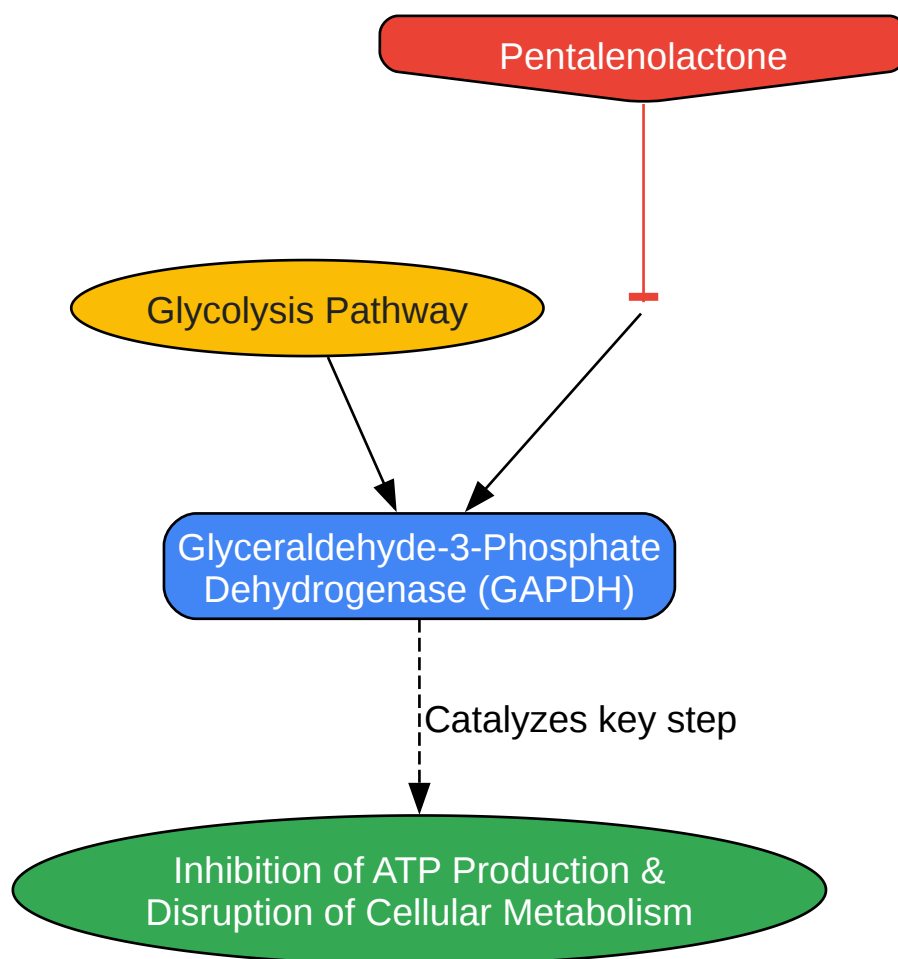 Pentalenolactone
Glycolysis Pathway
Glyceraldehyde-3-Phosphate
Dehydrogenase (GAPDH)
Catalyzes key step
Inhibition of ATP Production &
Disruption of Cellular Metabolism